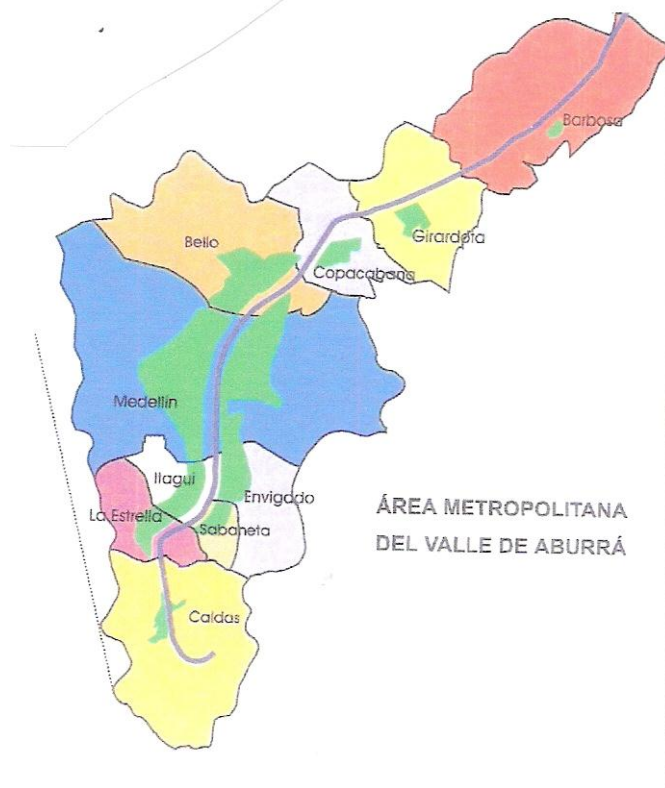 Barbosa
Girardota
Bello
Copacabana
Medellín
Itagui
Envigado
La Estrella
Sabaneta
ÁREA METROPOLITANA
DEL VALLE DE ABURRÁ
Caldas